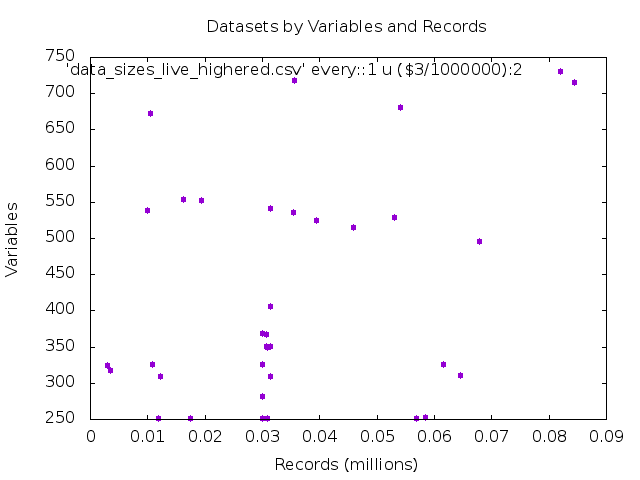 Datasets by Variables and Records
'data_sizes_live_highered.csv' every::1 u ($3/1000000):2
750
700
650
600
550
500
450
400
350
300
250
Variables
0 0.01 0.02 0.03 0.04 0.05 0.06 0.07 0.08 0.09
Records (millions)